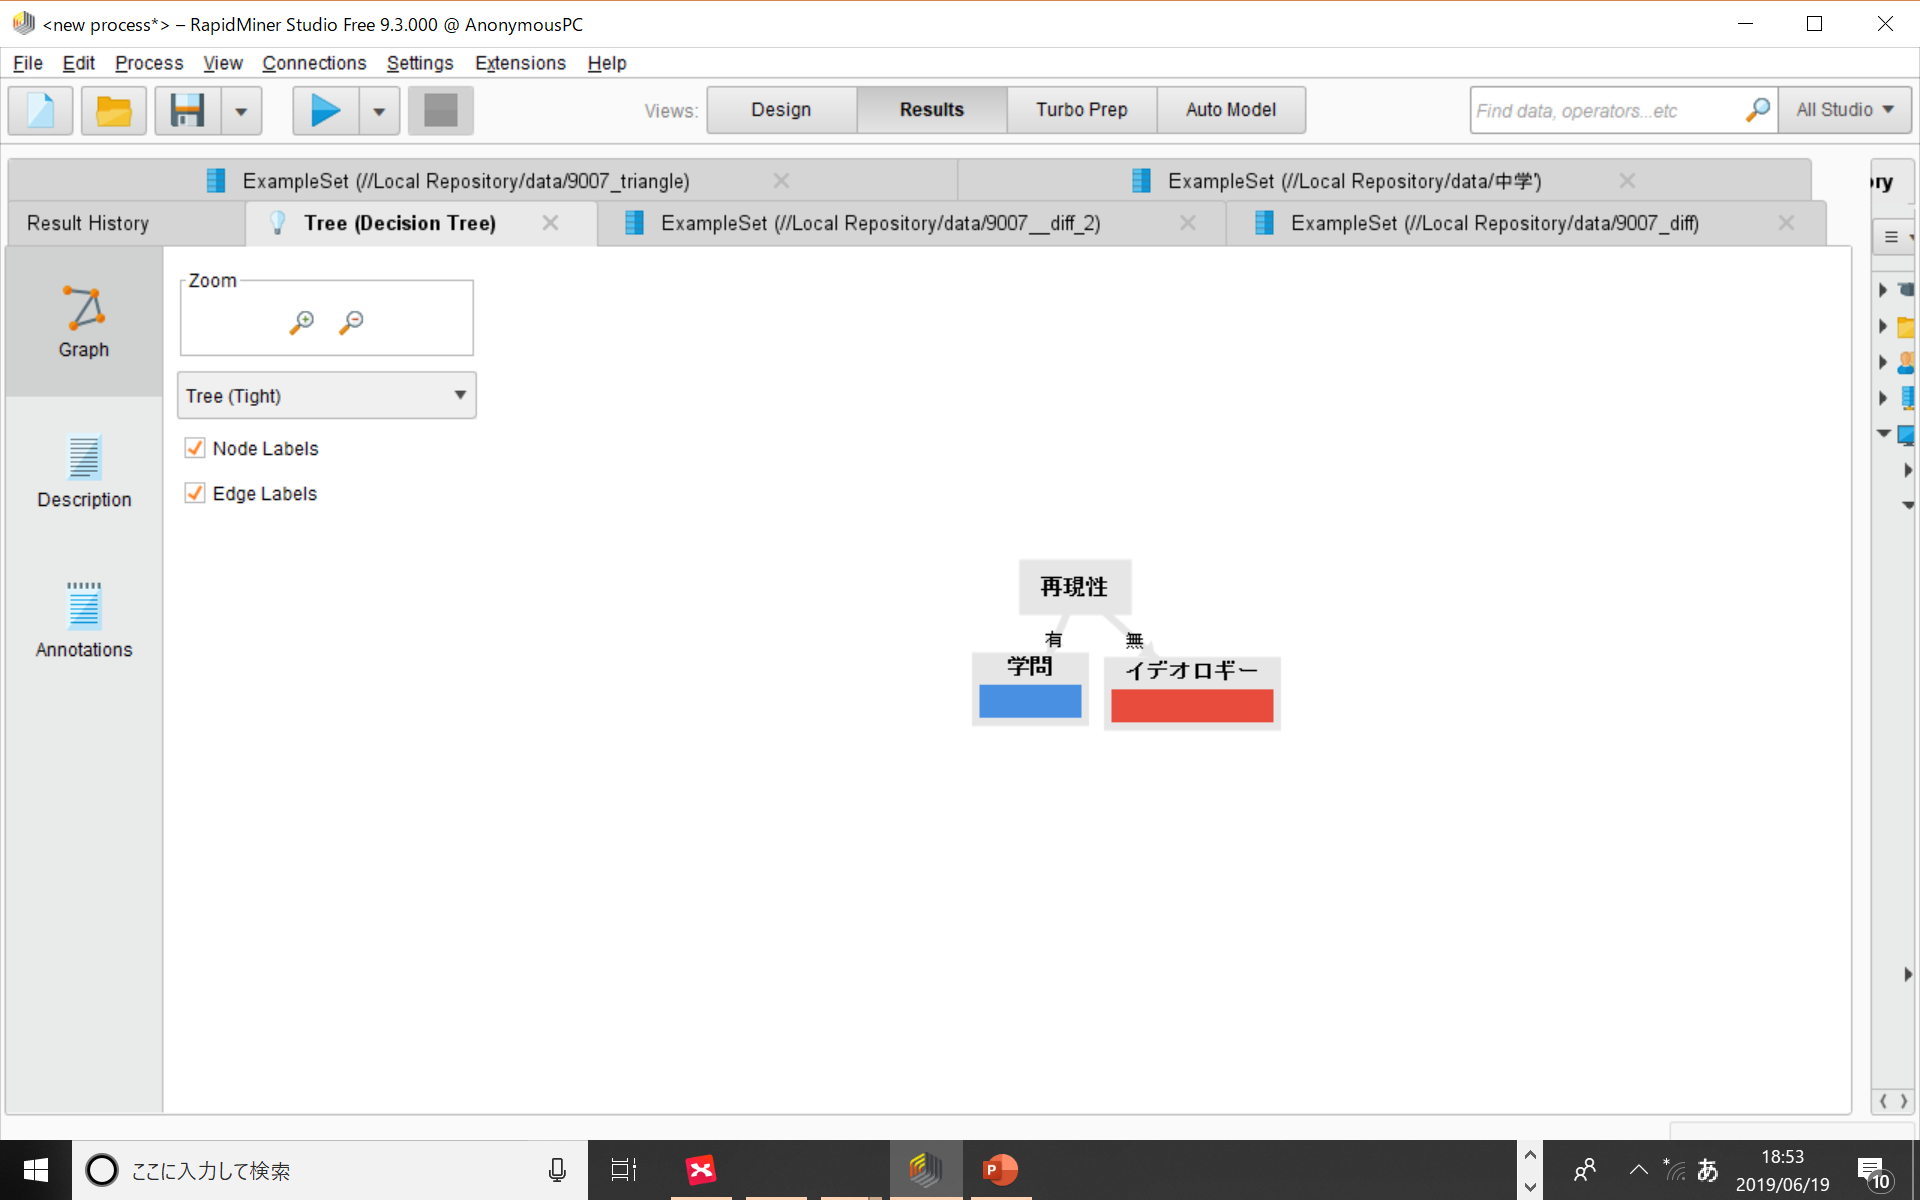 <new process*> – RapidMiner Studio Free 9.3.000 @ AnonymousPC
File Edit Process View Connections Settings Extensions Help
Views: Design Results Turbo Prep Auto Model Find data, operators...etc All Studio
ExampleSet (//Local Repository/data/9007_triangle) ExampleSet (//Local Repository/data/中学')
Result History Tree (Decision Tree) ExampleSet (//Local Repository/data/9007__diff_2) ExampleSet (//Local Repository/data/9007_diff)
Zoom
Graph
Tree (Tight)
Node Labels
Edge Labels
Description
Annotations
再現性
有 無
学問 イデオロギー
ここに入力して検索
あ
18:53
2019/06/19
10